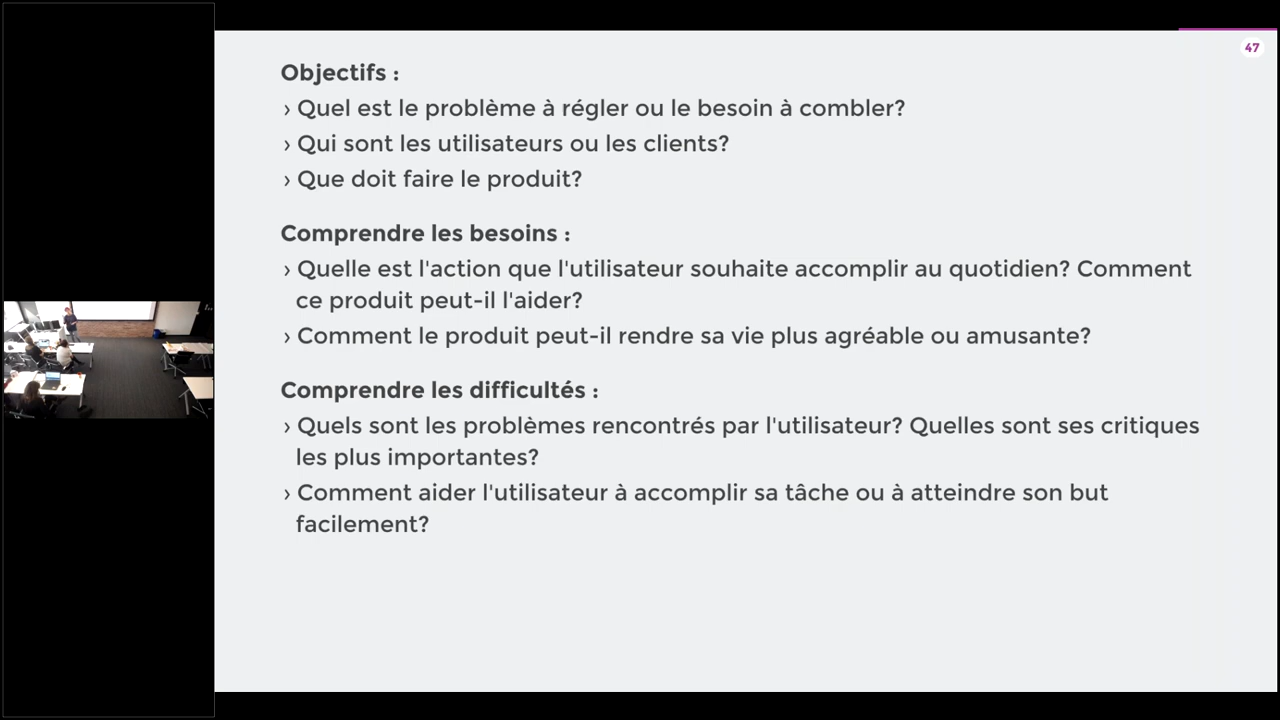 47
Objectifs :
› Quel est le problème à régler ou le besoin à combler?
› Qui sont les utilisateurs ou les clients?
› Que doit faire le produit?
Comprendre les besoins :
› Quelle est l'action que l'utilisateur souhaite accomplir au quotidien? Comment
ce produit peut-il l'aider?
› Comment le produit peut-il rendre sa vie plus agréable ou amusante?
Comprendre les difficultés :
› Quels sont les problèmes rencontrés par l'utilisateur? Quelles sont ses critiques
les plus importantes?
› Comment aider l'utilisateur à accomplir sa tâche ou à atteindre son but
facilement?